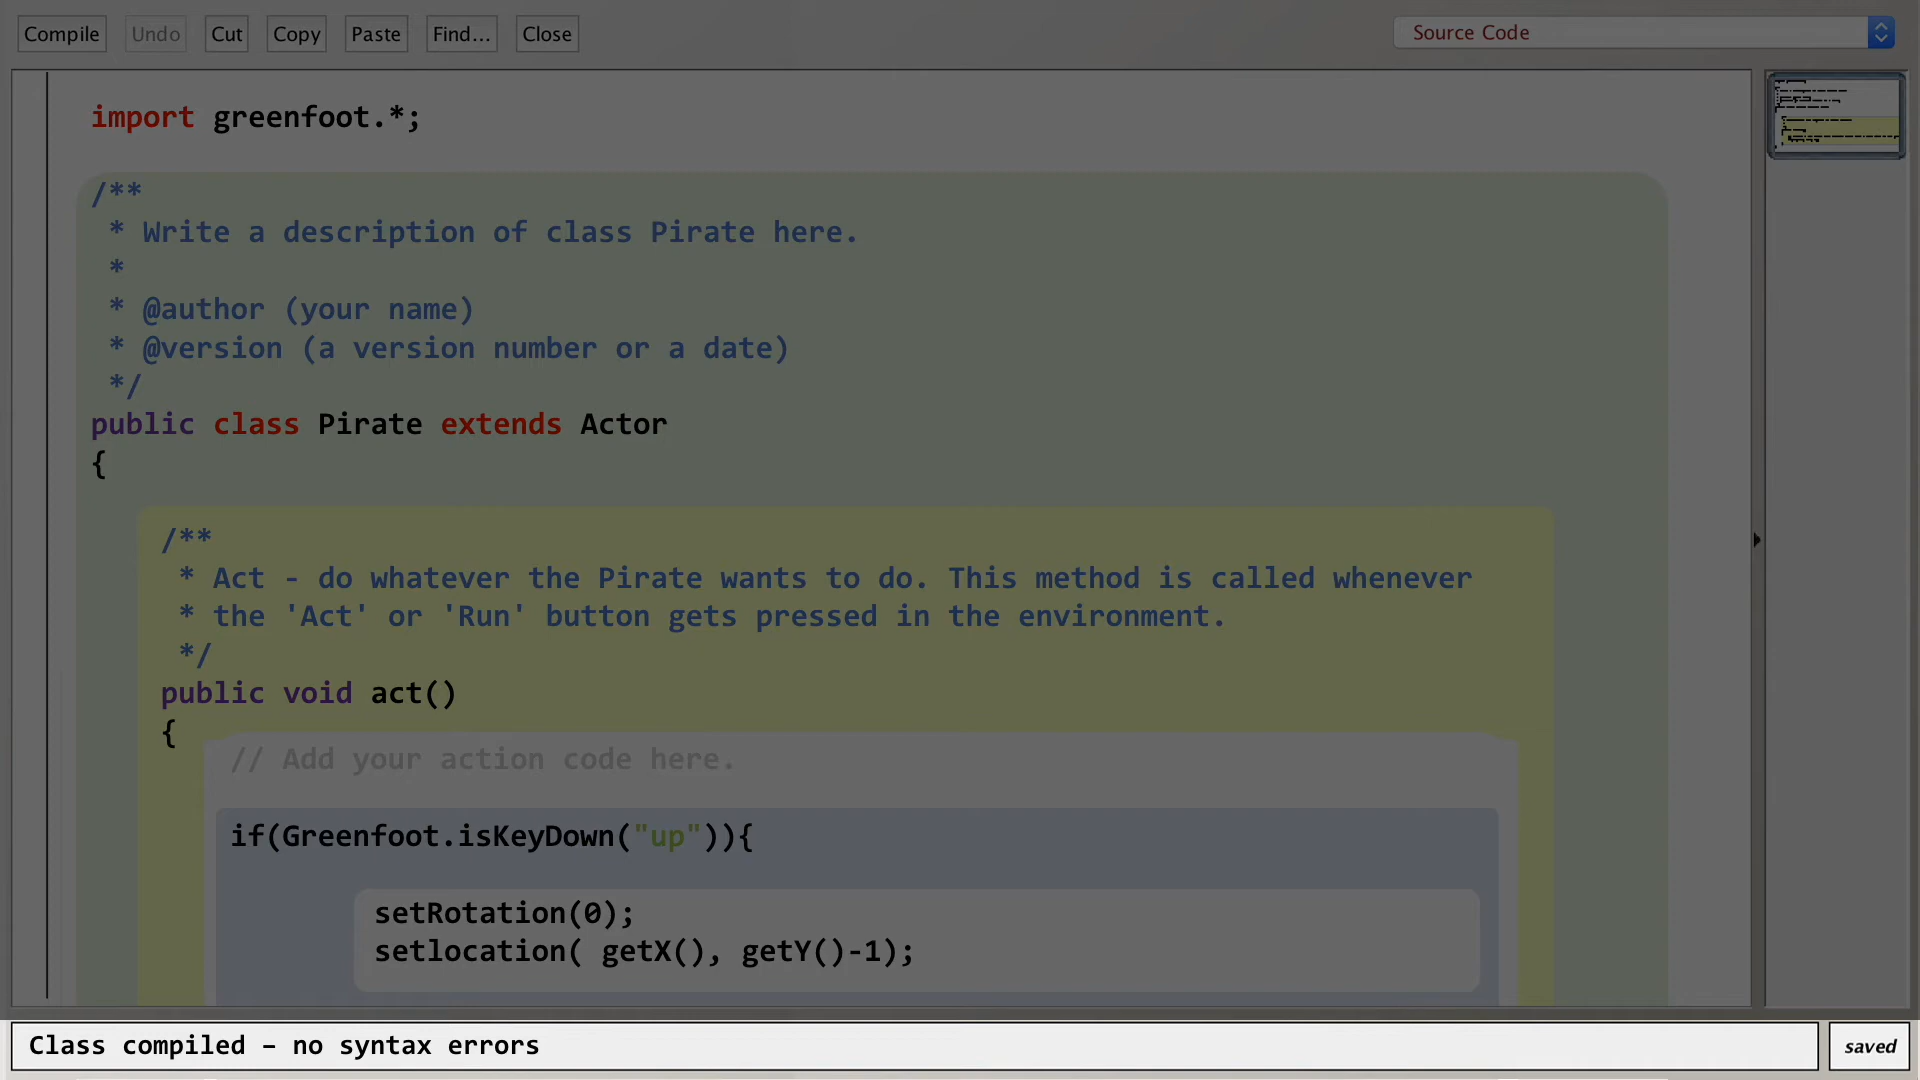 Compile Undo Cut Copy Paste Find... Close Source Code
import greenfoot.*;
/**
* Write a description of class Pirate here.
*
* @author (your name)
* @version (a version number or a date)
*/
public class Pirate extends Actor
{
/**
* Act - do whatever the Pirate wants to do. This method is called whenever
* the 'Act' or 'Run' button gets pressed in the environment.
*/
public void act()
{
// Add your action code here.
if(Greenfoot.isKeyDown("up")){
setRotation(0);
setlocation( getX(), getY()-1);
Class compiled – no syntax errors saved